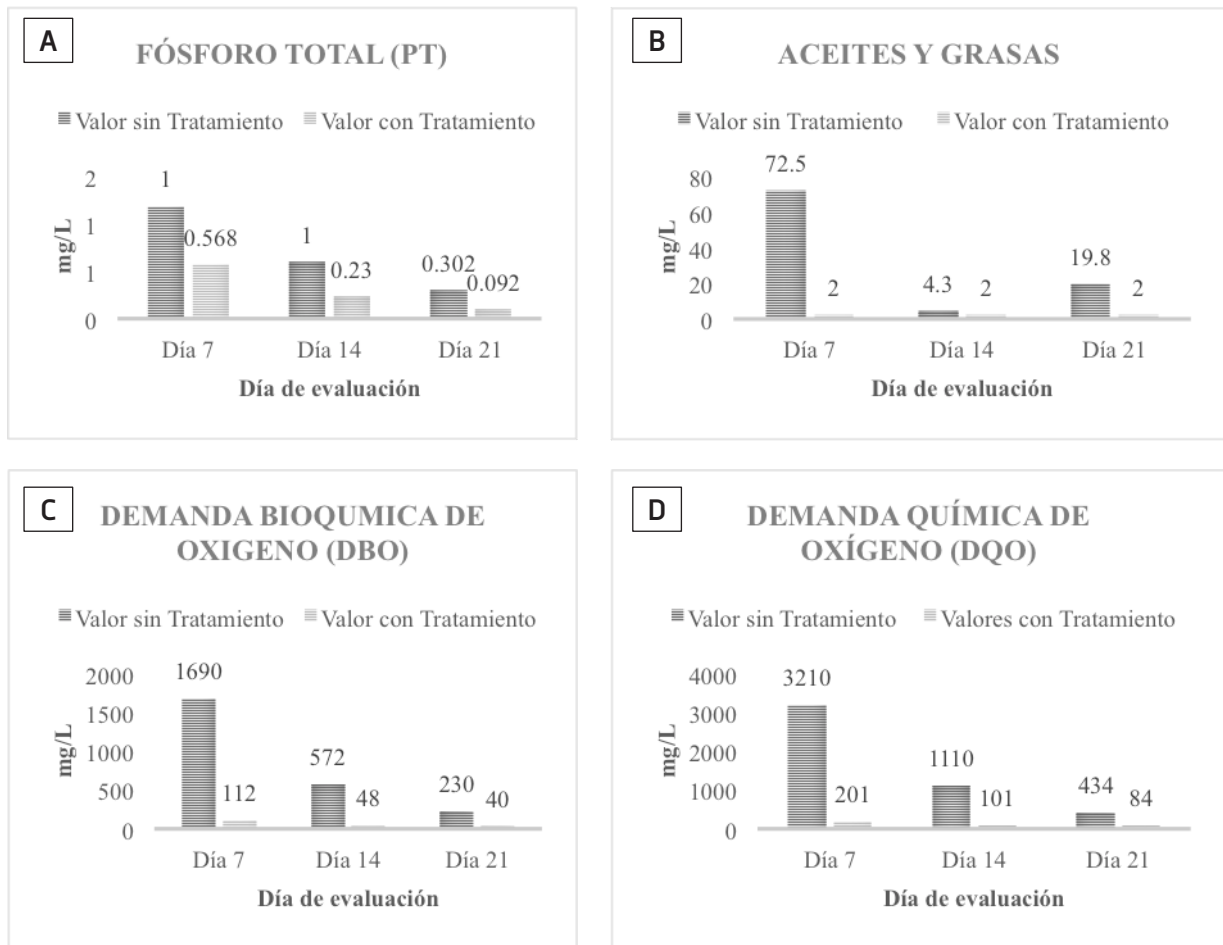 A
FÓSFORO TOTAL (PT)
Valor sin Tratamiento Valor con Tratamiento
2
1
1
0
mg/L
1
0.568
1
0.23
0.302
0.092
Día 7 Día 14 Día 21
Día de evaluación
B
ACEITES Y GRASAS
Valor sin Tratamiento Valor con Tratamiento
80
60
40
20
0
mg/L
72.5
2
4.3
2
19.8
2
Día 7 Día 14 Día 21
Día de evaluación
C
DEMANDA BIOQUMICA DE
OXIGENO (DBO)
Valor sin Tratamiento Valor con Tratamiento
2000
1500
1000
500
0
mg/L
1690
112
572
48
230
40
Día 7 Día 14 Día 21
Día de evaluación
D
DEMANDA QUÍMICA DE
OXÍGENO (DQO)
Valor sin Tratamiento Valores con Tratamiento
4000
3000
2000
1000
0
mg/L
3210
201
1110
101
434
84
Día 7 Día 14 Día 21
Día de evaluación